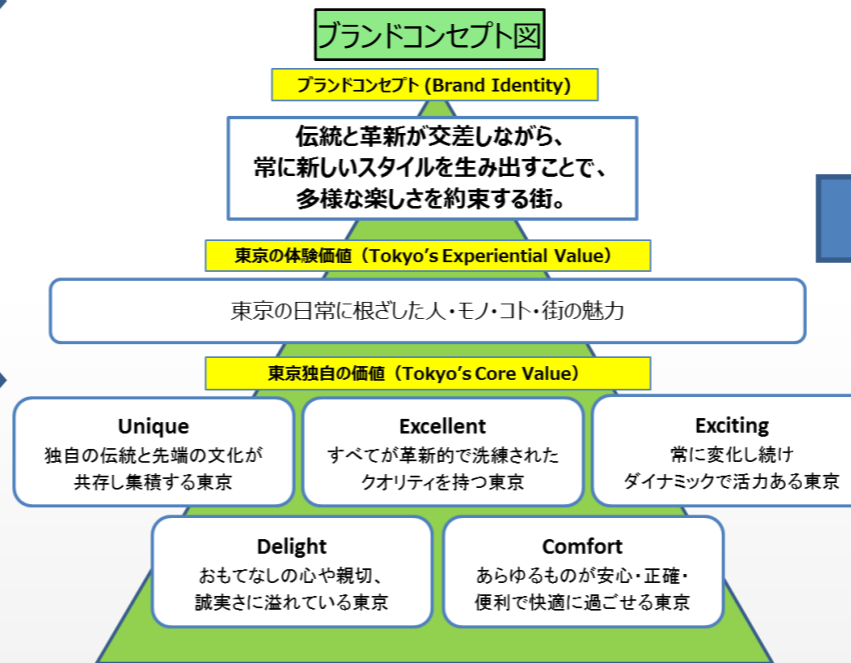 ブランドコンセプト図
ブランドコンセプト (Brand Identity)
伝統と革新が交差しながら、
常に新しいスタイルを生み出すことで、
多様な楽しさを約束する街。
東京の体験価値（Tokyo's Experiential Value）
東京の日常に根ざした人・モノ・コト・街の魅力
東京独自の価値（Tokyo's Core Value）
Unique
独自の伝統と先端の文化が
共存し集積する東京
Excellent
すべてが革新的で洗練された
クオリティを持つ東京
Exciting
常に変化し続け
ダイナミックで活力ある東京
Delight
おもてなしの心や親切、
誠実さに溢れている東京
Comfort
あらゆるものが安心・正確・
便利で快適に過ごせる東京